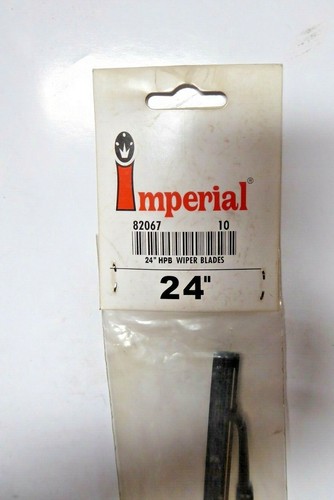 Imperial®
82067 10
24" HPB WIPER BLADES
24"